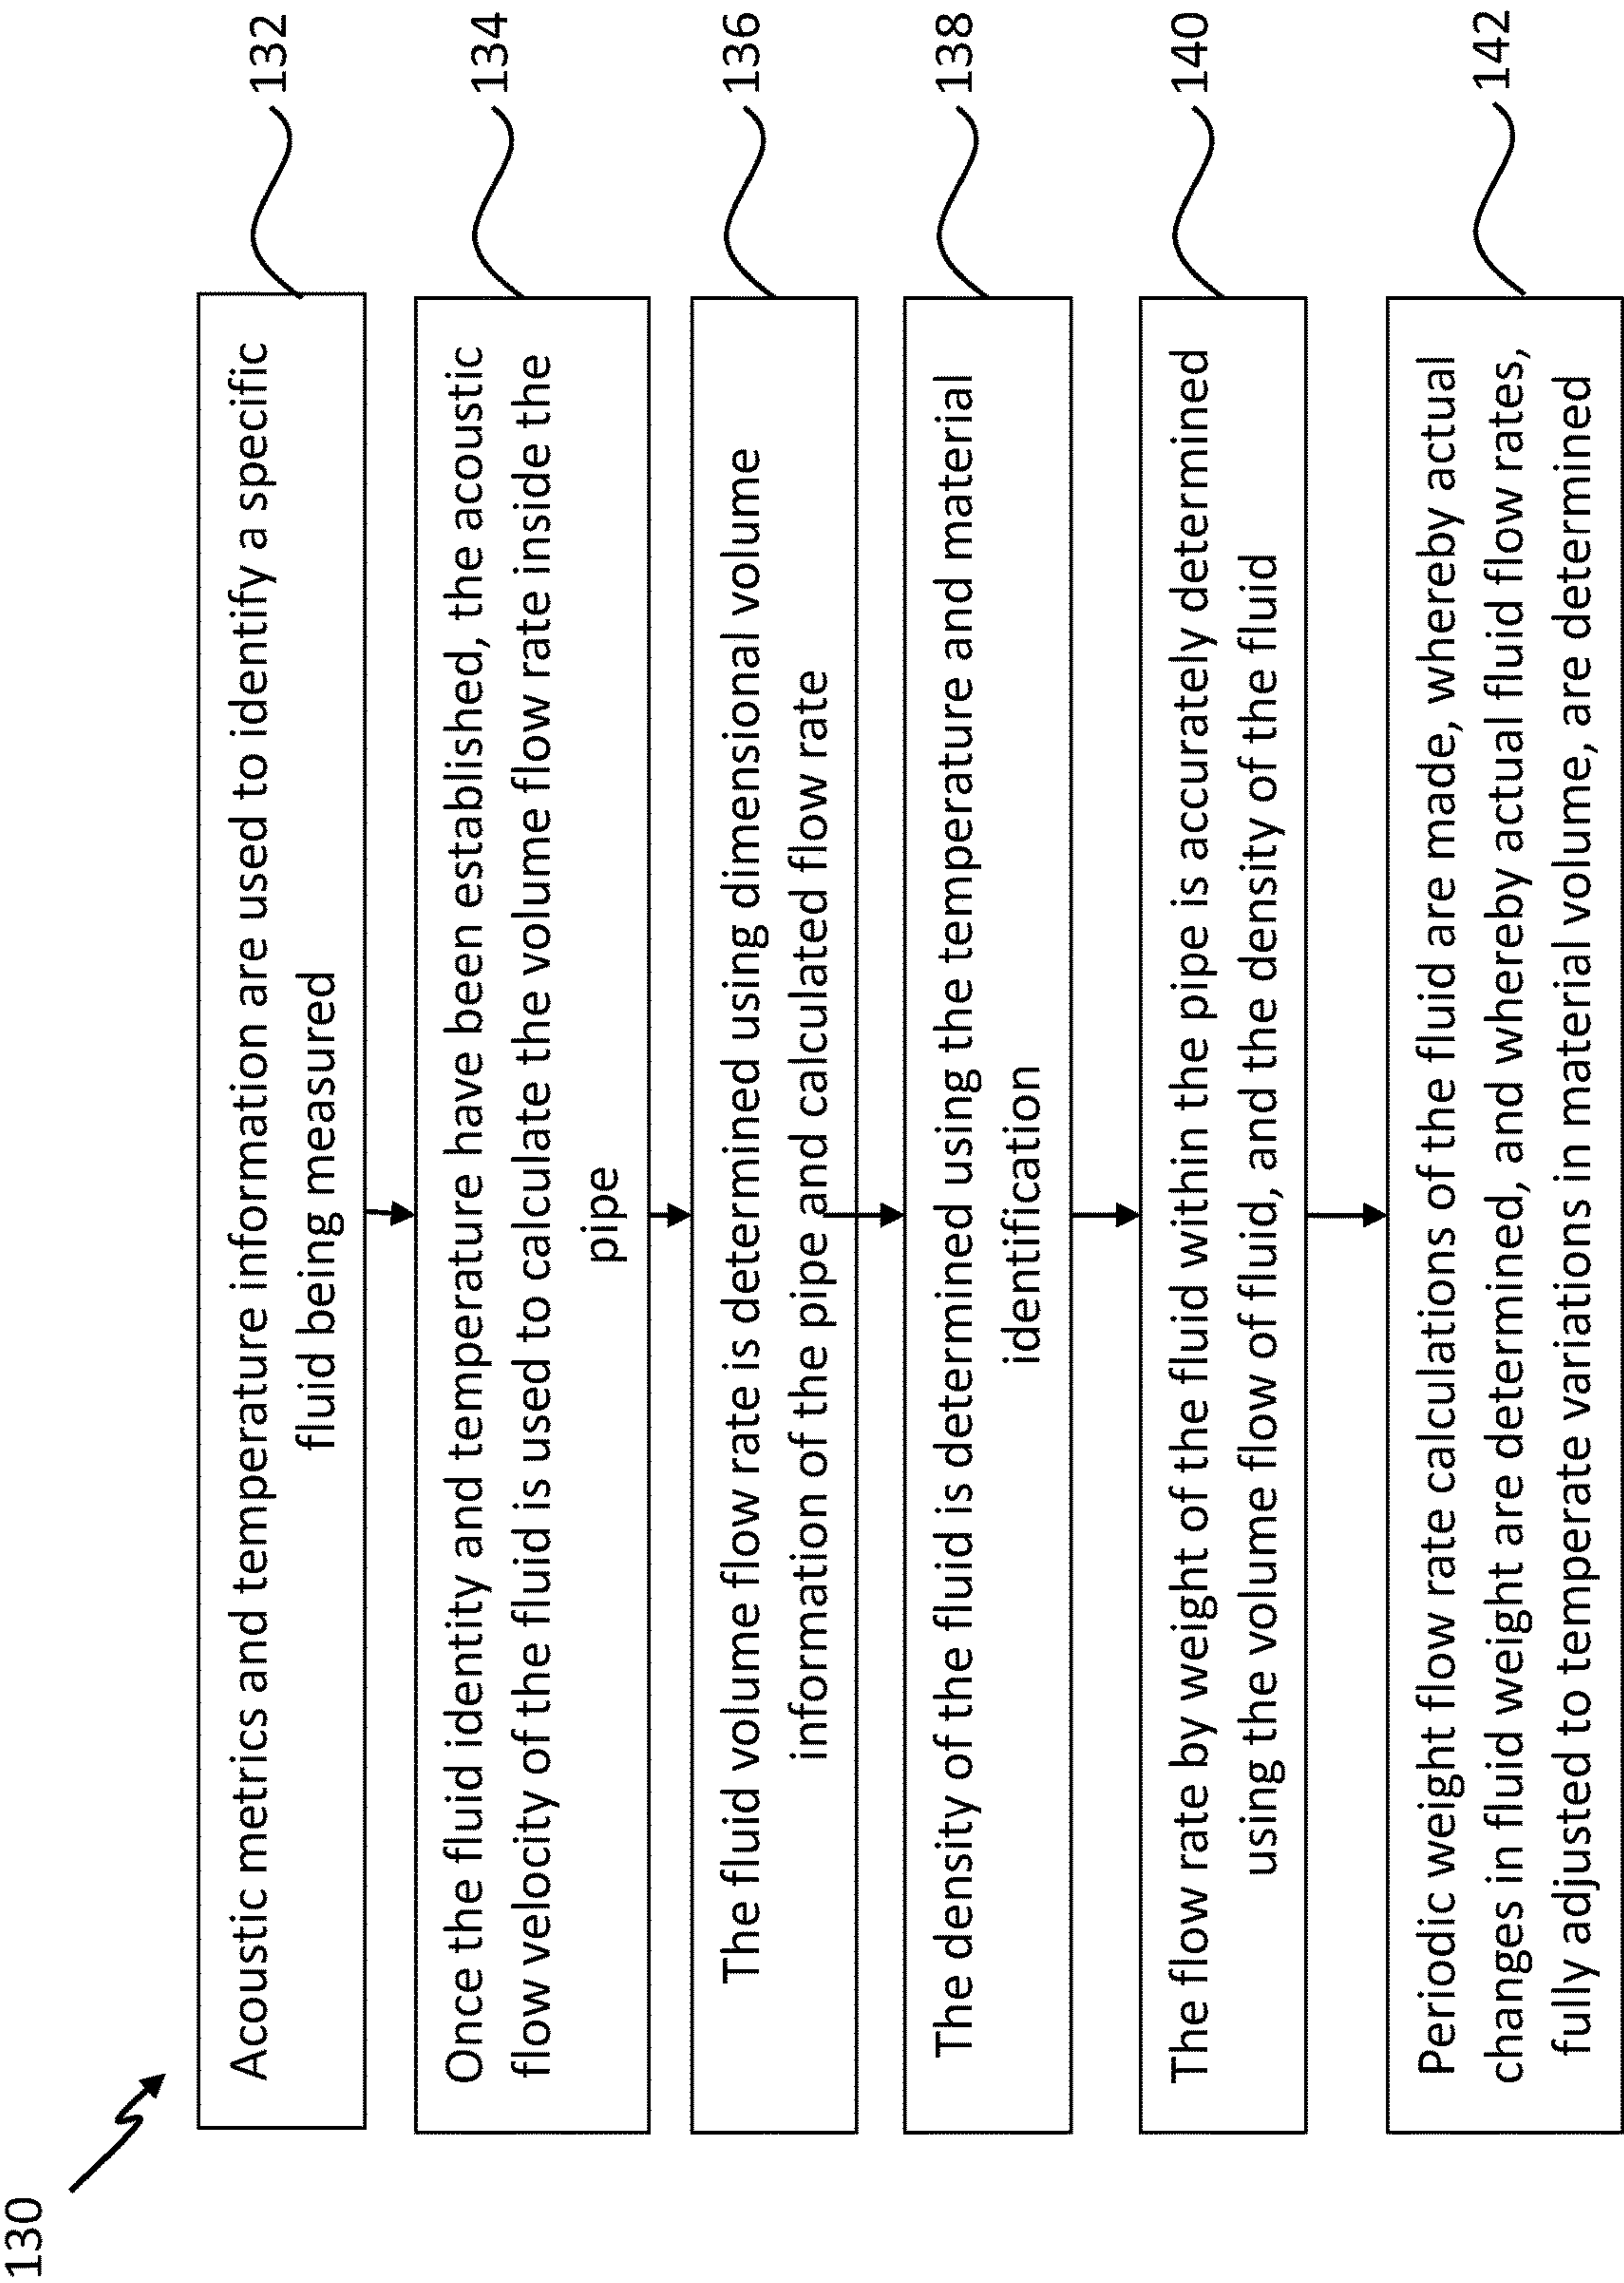 130
Acoustic metrics and temperature information are used to identify a specific
fluid being measured
132
Once the fluid identity and temperature have been established, the acoustic
flow velocity of the fluid is used to calculate the volume flow rate inside the
pipe
134
The fluid volume flow rate is determined using dimensional volume
information of the pipe and calculated flow rate
136
The density of the fluid is determined using the temperature and material
identification
138
The flow rate by weight of the fluid within the pipe is accurately determined
using the volume flow of fluid, and the density of the fluid
140
Periodic weight flow rate calculations of the fluid are made, whereby actual
changes in fluid weight are determined, and whereby actual fluid flow rates,
fully adjusted to temperate variations in material volume, are determined
142